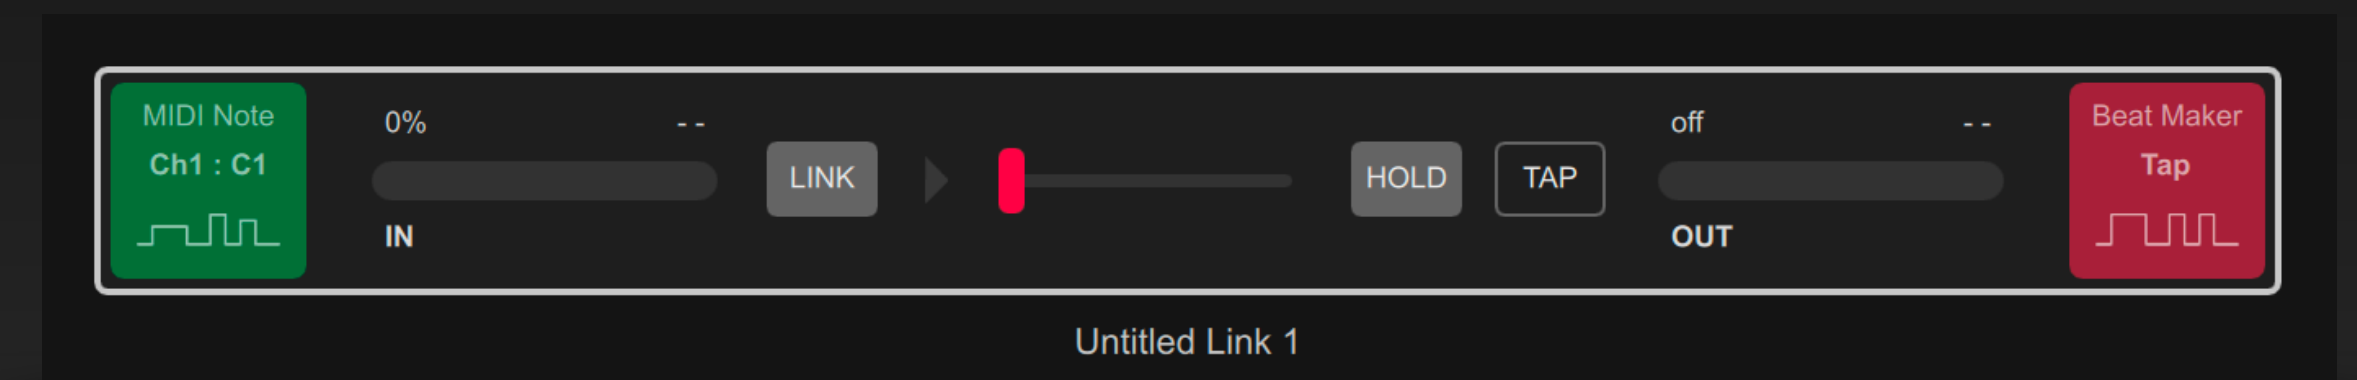 MIDI Note
Ch1 : C1
0% --
IN
LINK
HOLD
TAP
off --
OUT
Beat Maker
Tap
Untitled Link 1